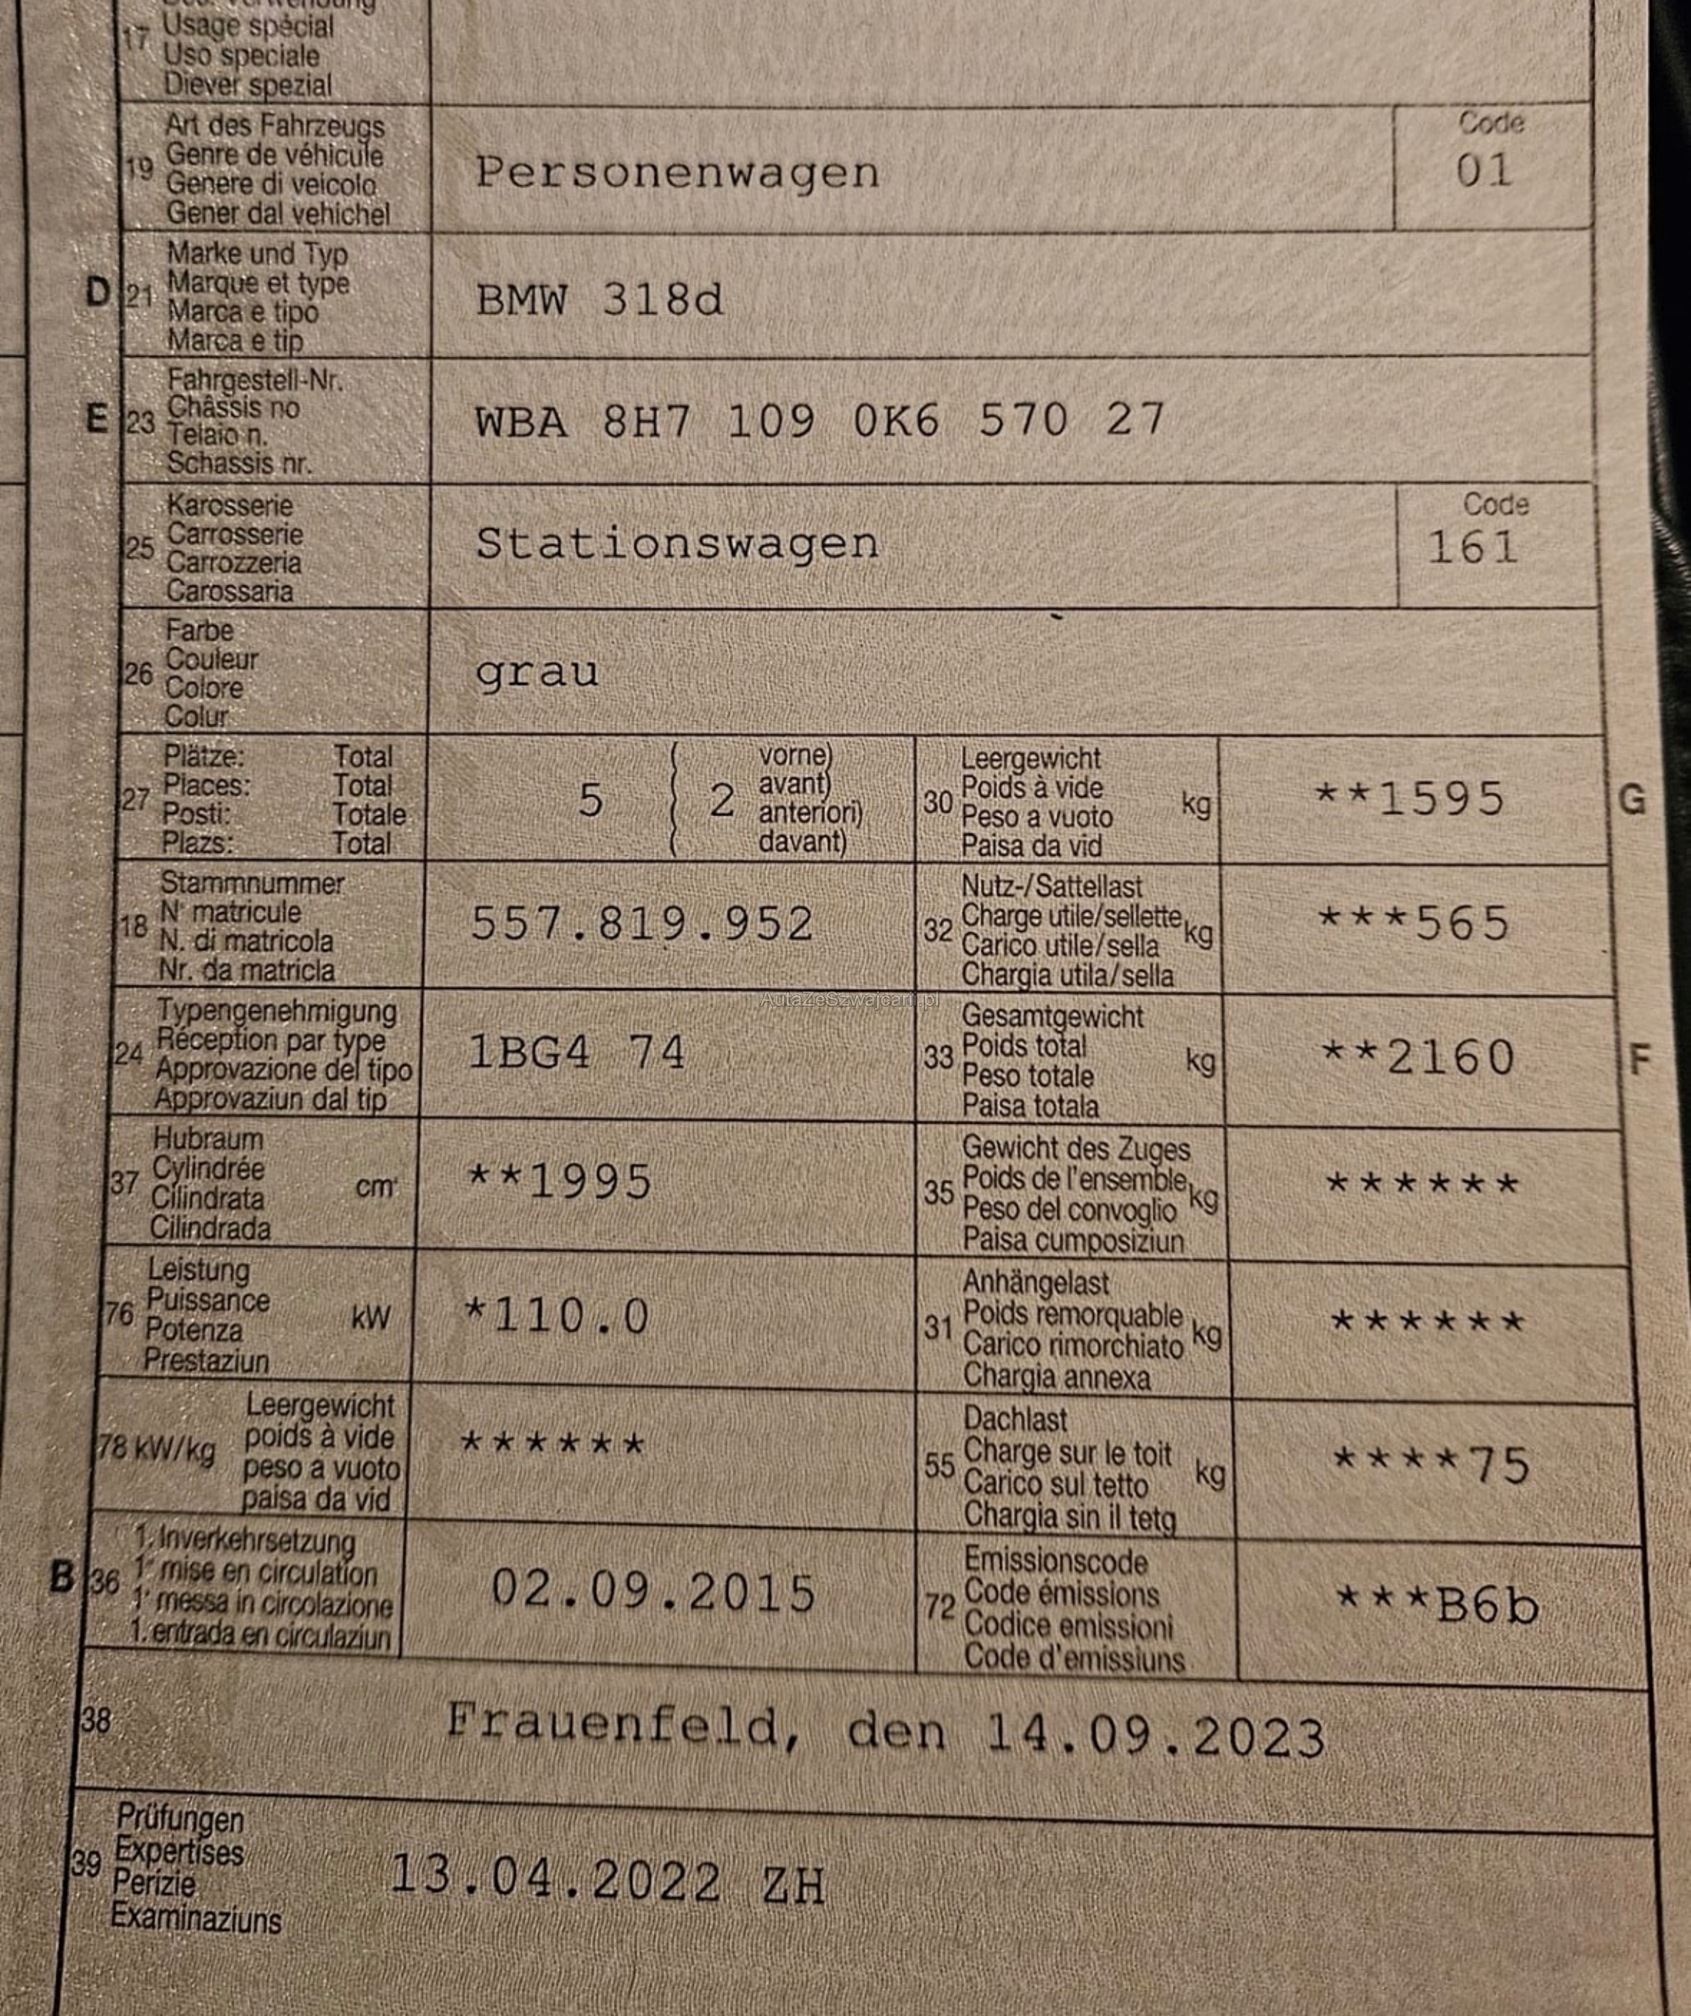 17 Usage spécial
Uso speciale
Diever spezial
Art des Fahrzeugs
19 Genre de véhicule
Genere di veicolo
Gener dal vehichel
Personenwagen
Code
01
Marke und Typ
D 21 Marque et type
Marca e tipo
Marca e tip
BMW 318d
Fahrgestell-Nr.
E 23 Châssis no
Telaio n.
Schassis nr.
WBA 8H7 109 0K6 570 27
Karosserie
25 Carrosserie
Carrozzeria
Carossaria
Stationswagen
Code
161
Farbe
26 Couleur
Colore
Colur
grau
Plätze: Total
27 Places: Total
Posti: Totale
Plazs: Total
5 ( 2 vorne)
avant)
anteriori)
davant)
Leergewicht
30 Poids à vide kg
Peso a vuoto
Paisa da vid
**1595 G
Stammnummer
18 N° matricule
N. di matricola
Nr. da matricla
557.819.952
Nutz-/Sattellast
32 Charge utile/sellette kg
Carico utile/sella
Chargia utila/sella
***565
AutaZeSzwajcarii.pl
Typengenehmigung
24 Réception par type
Approvazione del tipo
Approvaziun dal tip
1BG4 74
Gesamtgewicht
33 Poids total kg
Peso totale
Paisa totala
**2160 F
Hubraum
37 Cylindrée cm³
Cilindrata
Cilindrada
**1995
Gewicht des Zuges
35 Poids de l'ensemble kg
Peso del convoglio
Paisa cumposiziun
******
Leistung
76 Puissance kW
Potenza
Prestaziun
*110.0
Anhängelast
31 Poids remorquable kg
Carico rimorchiato
Chargia annexa
******
Leergewicht
78 kW/kg poids à vide
peso a vuoto
paisa da vid
******
Dachlast
55 Charge sur le toit kg
Carico sul tetto
Chargia sin il tetg
****75
1. Inverkehrsetzung
B 36 1re mise en circulation
1a messa in circolazione
1. entrada en circulaziun
02.09.2015
Emissionscode
72 Code émissions
Codice emissioni
Code d'emissiuns
***B6b
38 Frauenfeld, den 14.09.2023
Prüfungen
39 Expertises
Perizie
Examinaziuns
13.04.2022 ZH